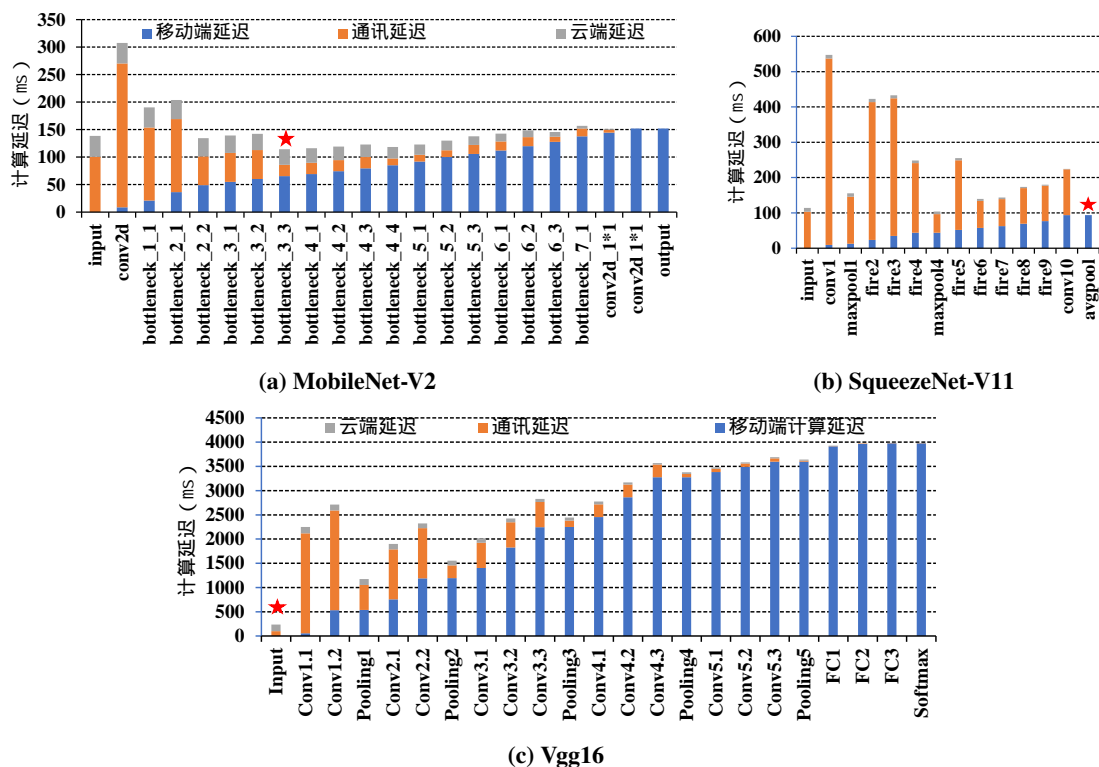 移动端延迟 通讯延迟 云端延迟
计算延迟（ms）
350
300
250
200
150
100
50
0
input
conv2d
bottleneck_1_1
bottleneck_2_1
bottleneck_2_2
bottleneck_3_1
bottleneck_3_2
bottleneck_3_3
bottleneck_4_1
bottleneck_4_2
bottleneck_4_3
bottleneck_4_4
bottleneck_5_1
bottleneck_5_2
bottleneck_5_3
bottleneck_6_1
bottleneck_6_2
bottleneck_6_3
bottleneck_7_1
conv2d_1*1
conv2d_1*1
output
(a) MobileNet-V2
计算延迟（ms）
600
500
400
300
200
100
0
input
conv1
maxpool1
fire2
fire3
fire4
maxpool4
fire5
fire6
fire7
fire8
fire9
conv10
avgpool
(b) SqueezeNet-V11
云端延迟 通讯延迟 移动端计算延迟
计算延迟（ms）
4500
4000
3500
3000
2500
2000
1500
1000
500
0
Input
Conv1.1
Conv1.2
Pooling1
Conv2.1
Conv2.2
Pooling2
Conv3.1
Conv3.2
Conv3.3
Pooling3
Conv4.1
Conv4.2
Conv4.3
Pooling4
Conv5.1
Conv5.2
Conv5.3
Pooling5
FC1
FC2
FC3
Softmax
(c) Vgg16